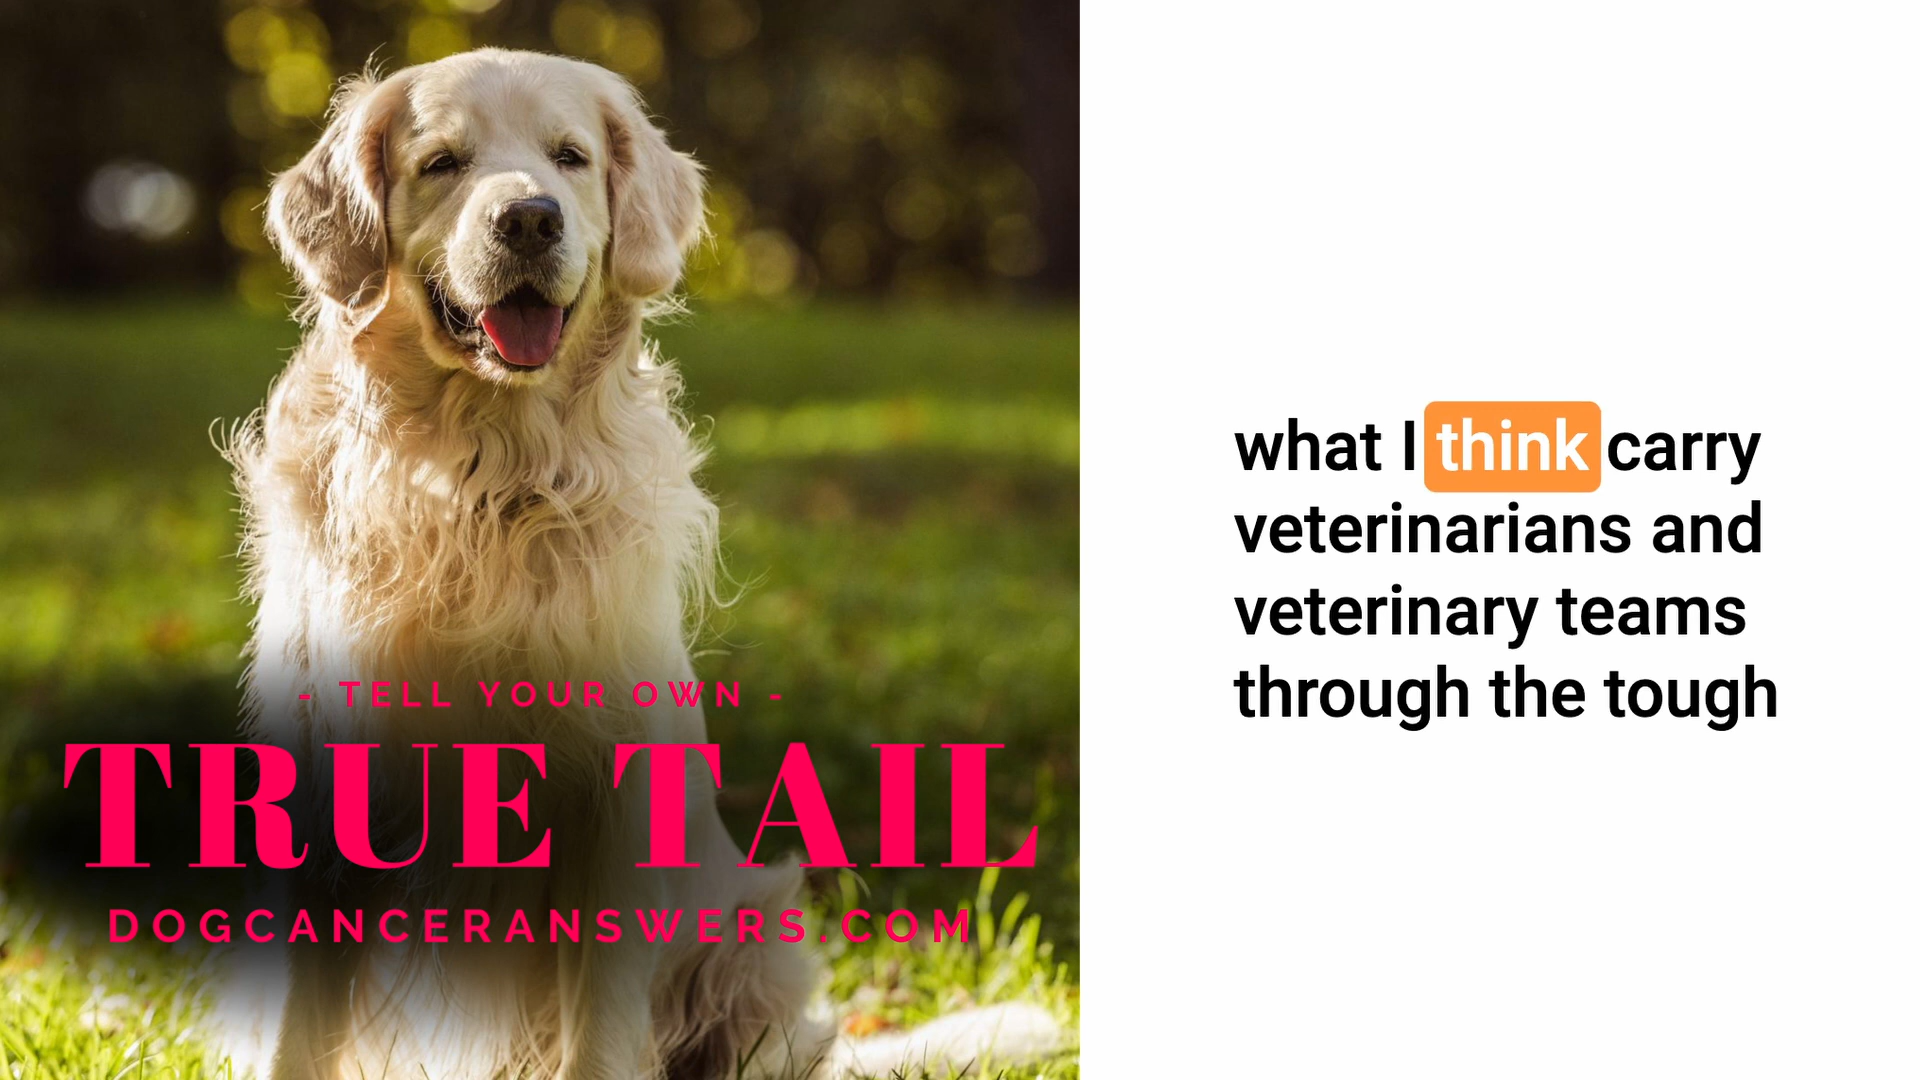 - TELL YOUR OWN -
TRUE TAIL
DOGCANCERANSWERS.COM
what I think carry
veterinarians and
veterinary teams
through the tough